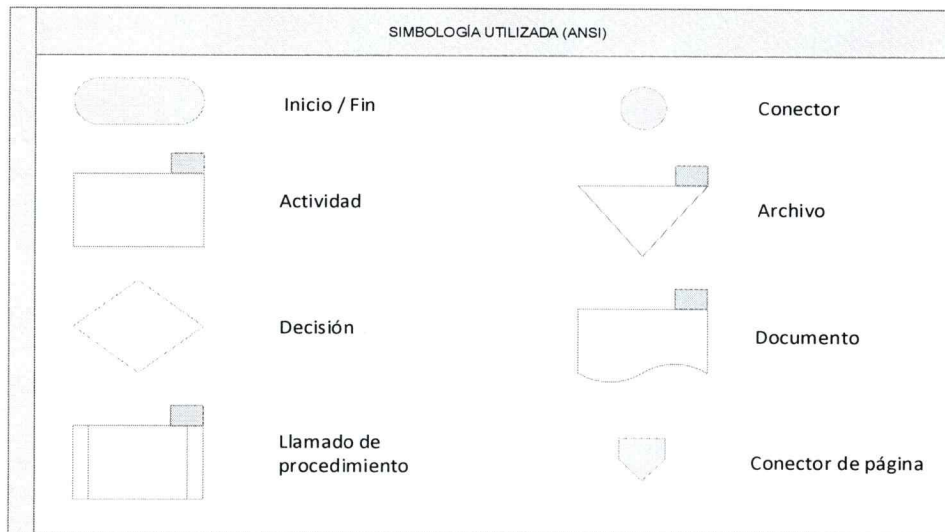 SIMBOLOGÍA UTILIZADA (ANSI)
Inicio / Fin
Conector
Actividad
Archivo
Decisión
Documento
Llamado de
procedimiento
Conector de página